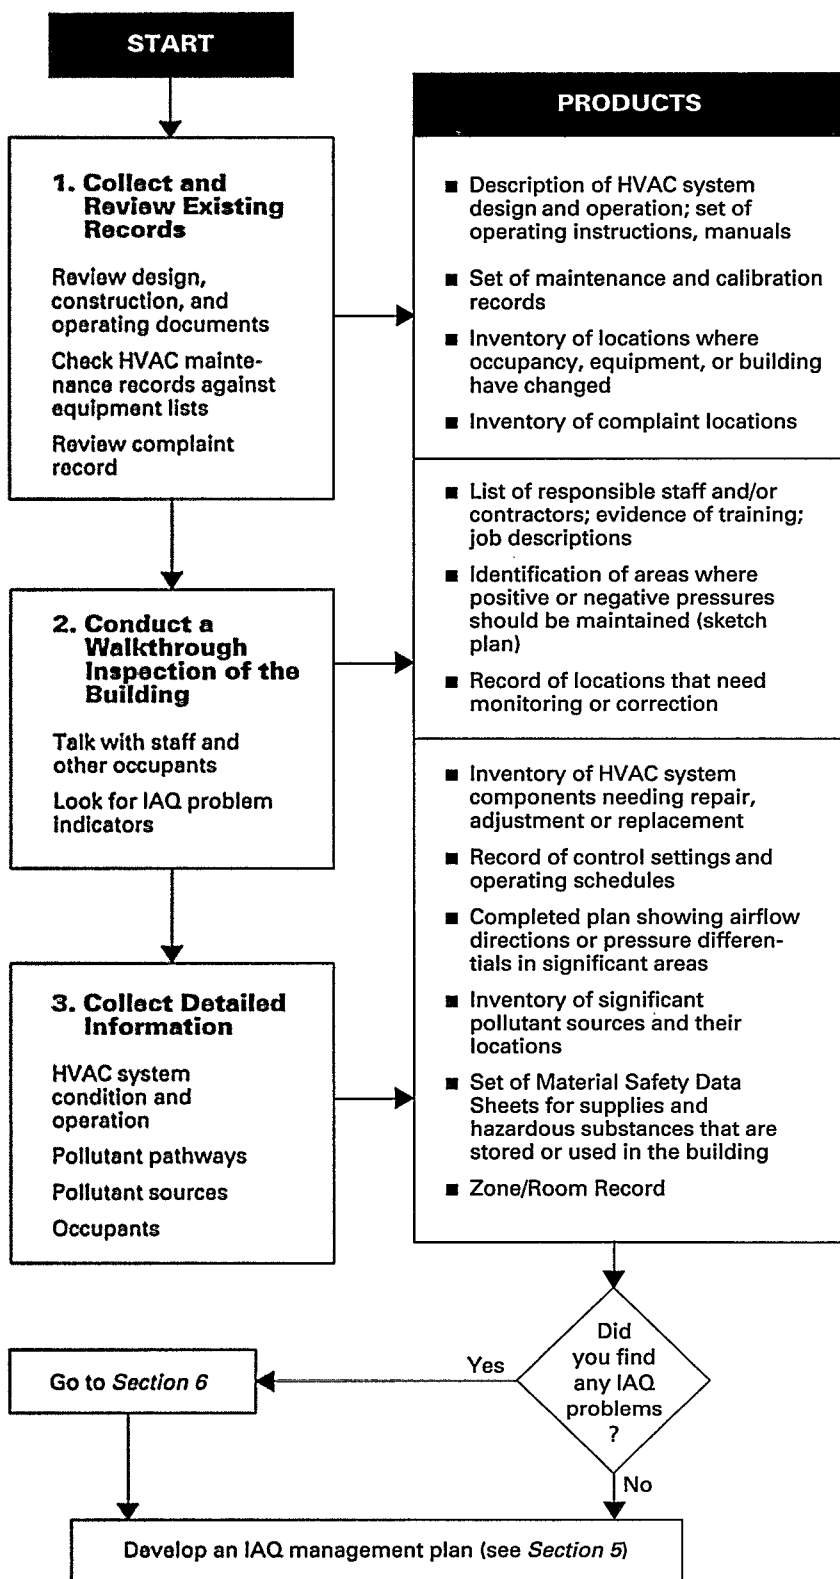 START
PRODUCTS
1. Collect and
Review Existing
Records
Review design,
construction, and
operating documents
Check HVAC mainte-
nance records against
equipment lists
Review complaint
record
■ Description of HVAC system
design and operation; set of
operating instructions, manuals
■ Set of maintenance and calibration
records
■ Inventory of locations where
occupancy, equipment, or building
have changed
■ Inventory of complaint locations
2. Conduct a
Walkthrough
Inspection of the
Building
Talk with staff and
other occupants
Look for IAQ problem
indicators
■ List of responsible staff and/or
contractors; evidence of training;
job descriptions
■ Identification of areas where
positive or negative pressures
should be maintained (sketch
plan)
■ Record of locations that need
monitoring or correction
3. Collect Detailed
Information
HVAC system
condition and
operation
Pollutant pathways
Pollutant sources
Occupants
■ Inventory of HVAC system
components needing repair,
adjustment or replacement
■ Record of control settings and
operating schedules
■ Completed plan showing airflow
directions or pressure differen-
tials in significant areas
■ Inventory of significant
pollutant sources and their
locations
■ Set of Material Safety Data
Sheets for supplies and
hazardous substances that are
stored or used in the building
■ Zone/Room Record
Did
you find
any IAQ
problems
?
Yes
Go to Section 6
No
Develop an IAQ management plan (see Section 5)